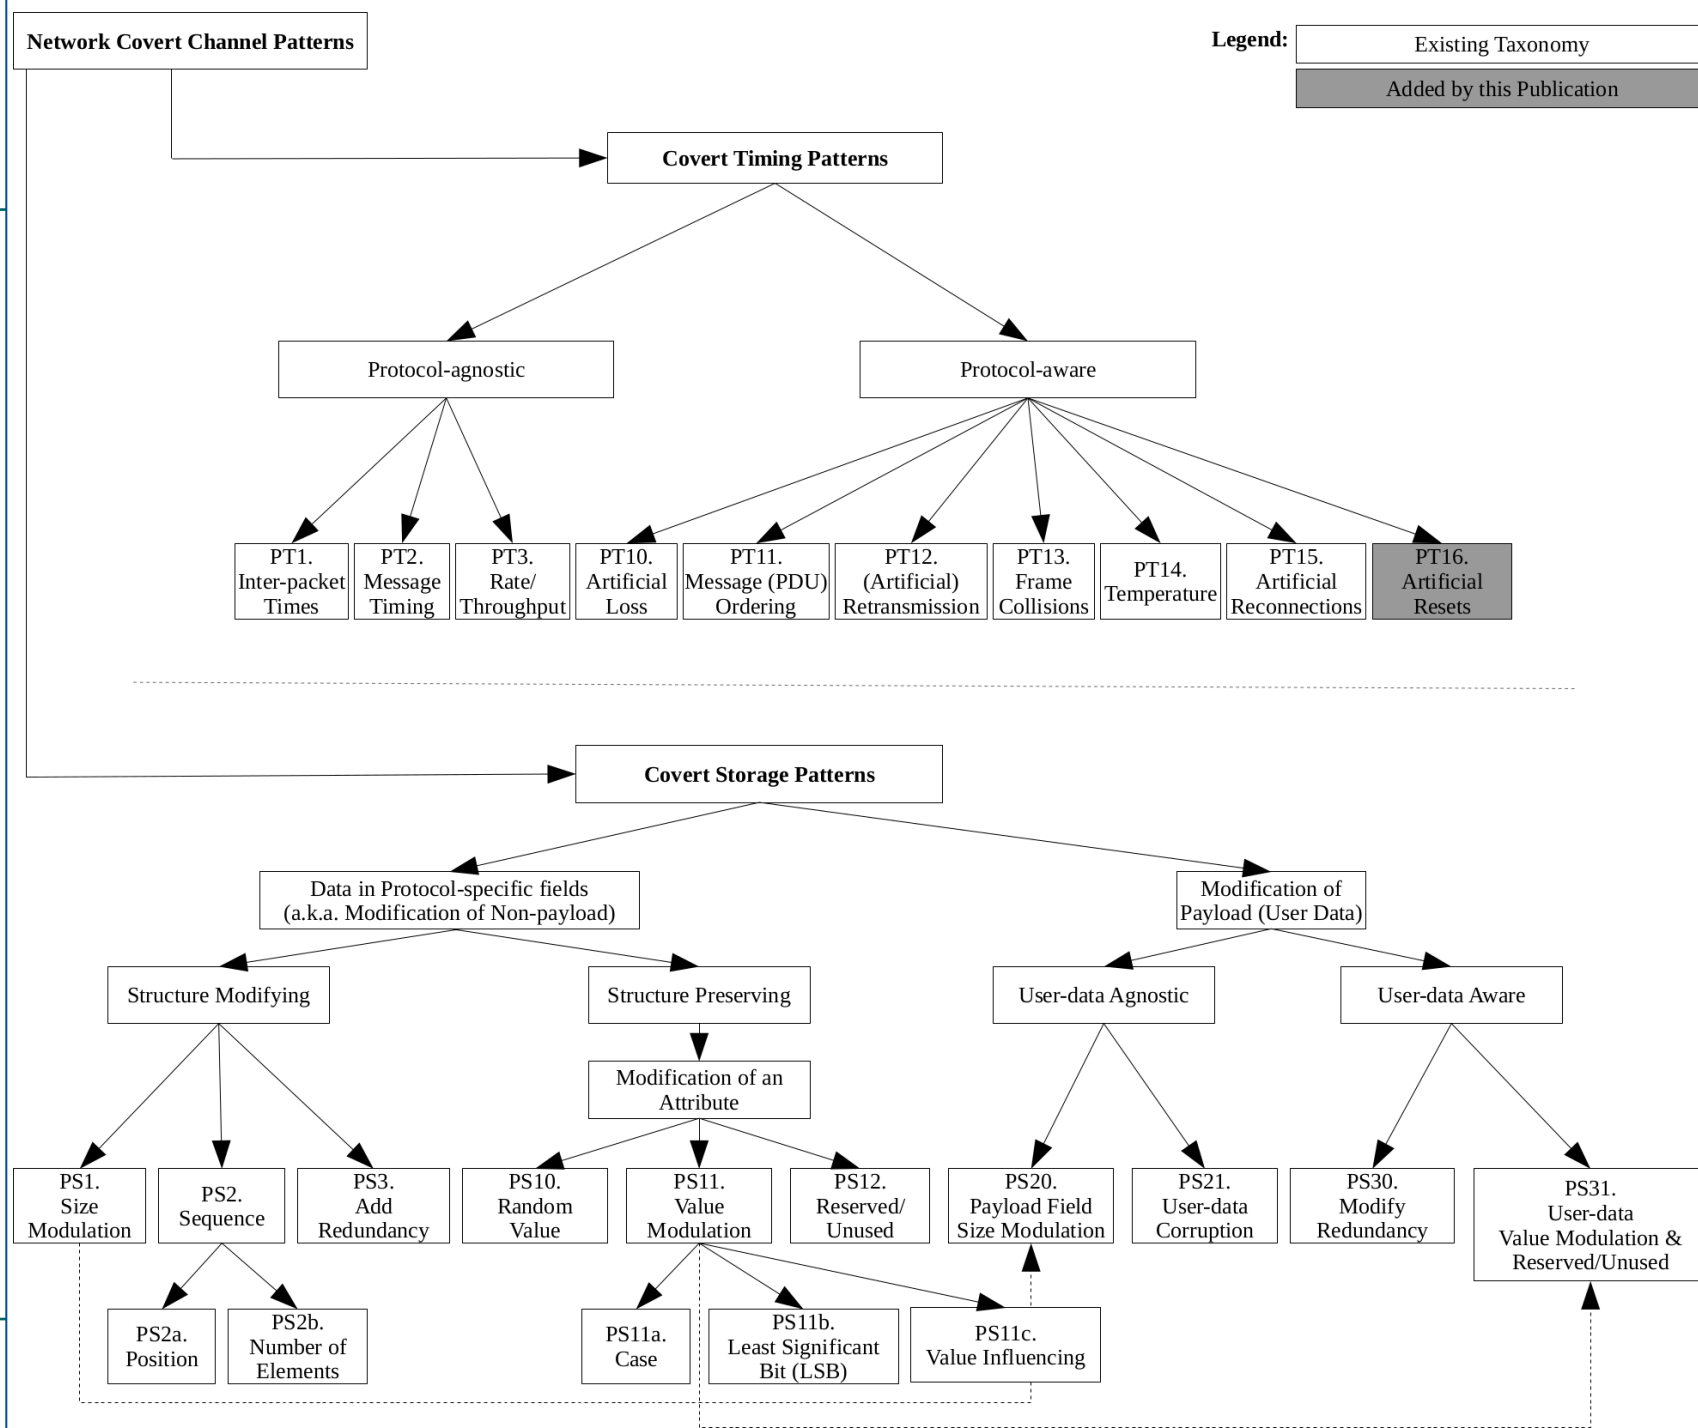 Network Covert Channel Patterns
Legend:
Existing Taxonomy
Added by this Publication
Covert Timing Patterns
Protocol-agnostic
Protocol-aware
PT1.
Inter-packet
Times
PT2.
Message
Timing
PT3.
Rate/
Throughput
PT10.
Artificial
Loss
PT11.
Message (PDU)
Ordering
PT12.
(Artificial)
Retransmission
PT13.
Frame
Collisions
PT14.
Temperature
PT15.
Artificial
Reconnections
PT16.
Artificial
Resets
Covert Storage Patterns
Data in Protocol-specific fields
(a.k.a. Modification of Non-payload)
Modification of
Payload (User Data)
Structure Modifying
Structure Preserving
User-data Agnostic
User-data Aware
Modification of an
Attribute
PS1.
Size
Modulation
PS2.
Sequence
PS3.
Add
Redundancy
PS10.
Random
Value
PS11.
Value
Modulation
PS12.
Reserved/
Unused
PS20.
Payload Field
Size Modulation
PS21.
User-data
Corruption
PS30.
Modify
Redundancy
PS31.
User-data
Value Modulation &
Reserved/Unused
PS2a.
Position
PS2b.
Number of
Elements
PS11a.
Case
PS11b.
Least Significant
Bit (LSB)
PS11c.
Value Influencing